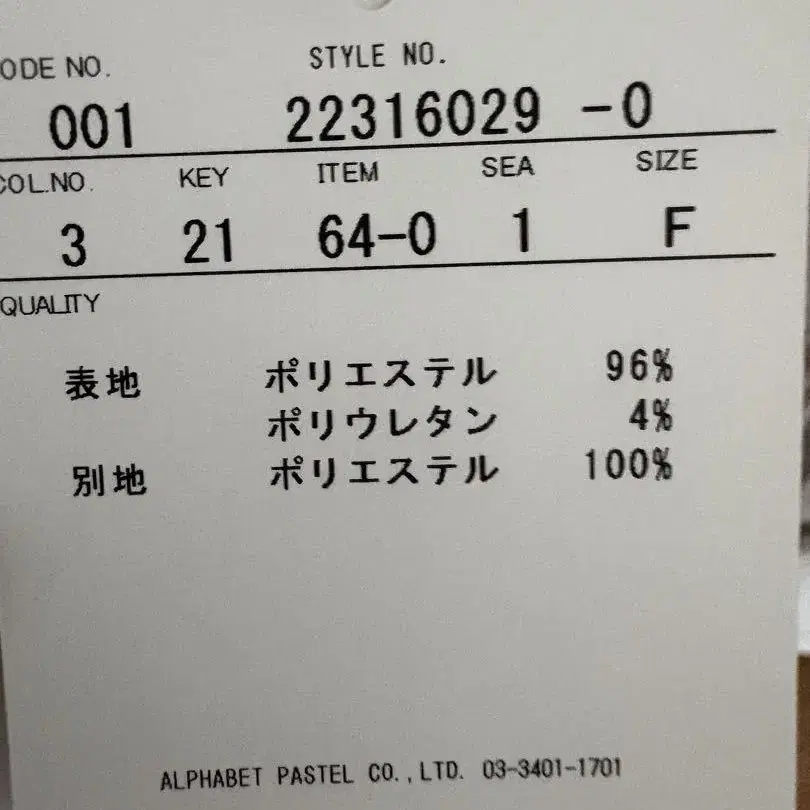 ODE NO. STYLE NO.
001 22316029 -0
COL.NO. KEY ITEM SEA SIZE
3 21 64-0 1 F
QUALITY
表地 ポリエステル 96%
ポリウレタン 4%
別地 ポリエステル 100%
ALPHABET PASTEL CO.,LTD. 03-3401-1701